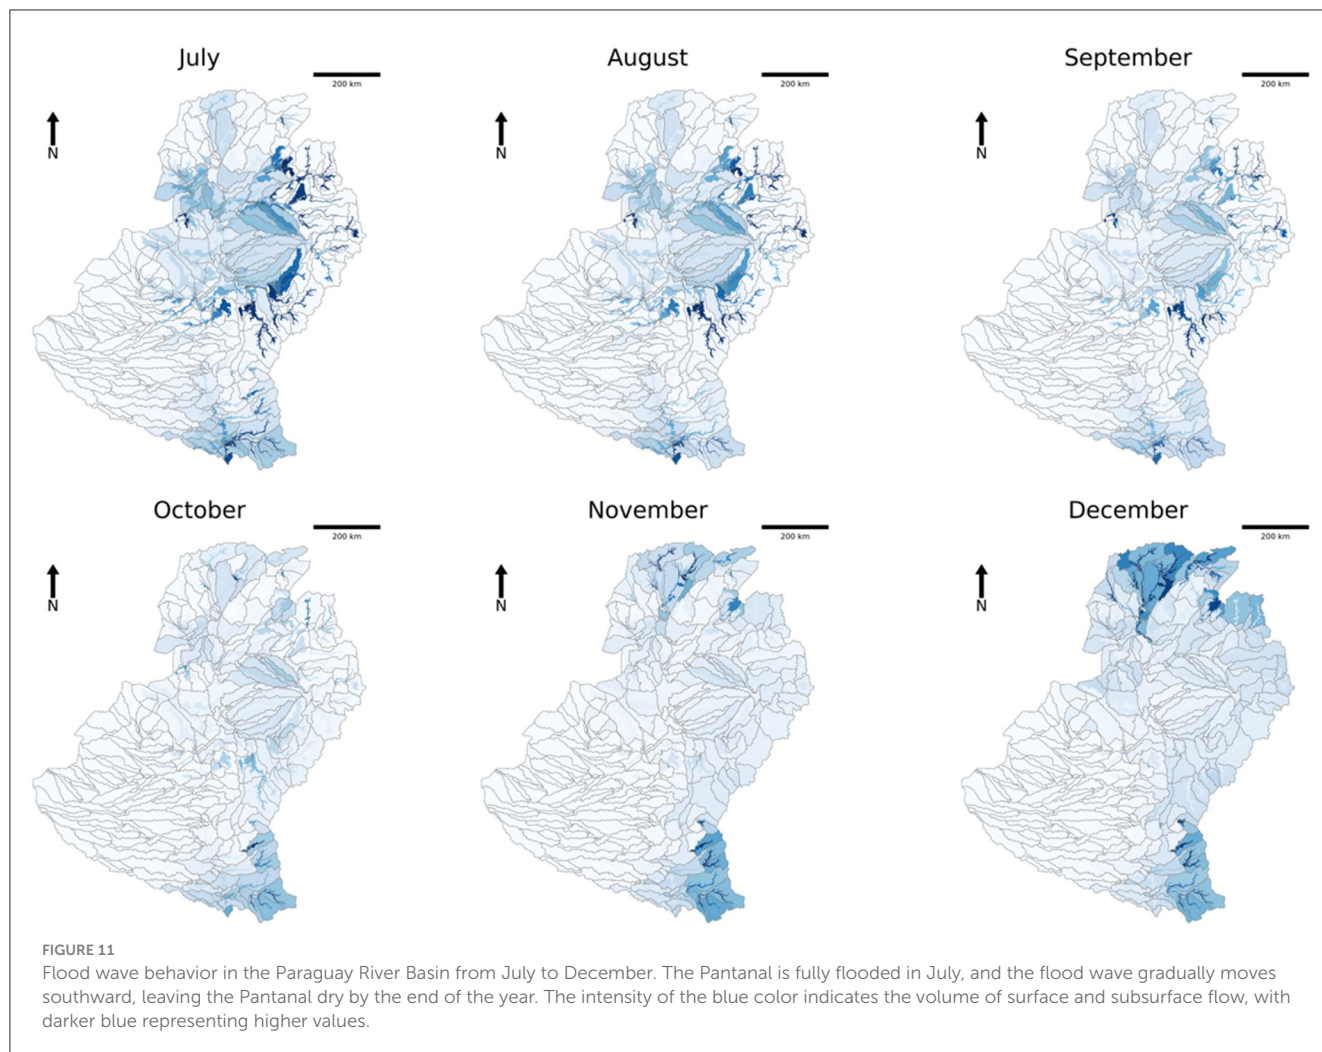 July
200 km
N
August
200 km
N
September
200 km
N
October
200 km
N
November
200 km
N
December
200 km
N
FIGURE 11
Flood wave behavior in the Paraguay River Basin from July to December. The Pantanal is fully flooded in July, and the flood wave gradually moves
southward, leaving the Pantanal dry by the end of the year. The intensity of the blue color indicates the volume of surface and subsurface flow, with
darker blue representing higher values.